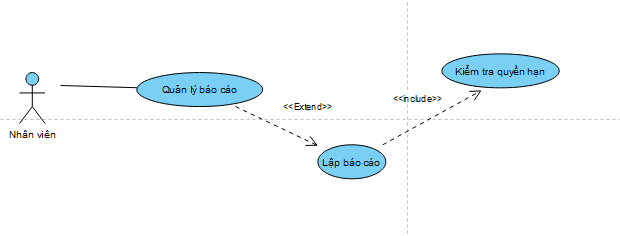 Kiểm tra quyền hạn
Quản lý báo cáo
<<Extend>>
<<include>>
Nhân viên
Lập báo cáo